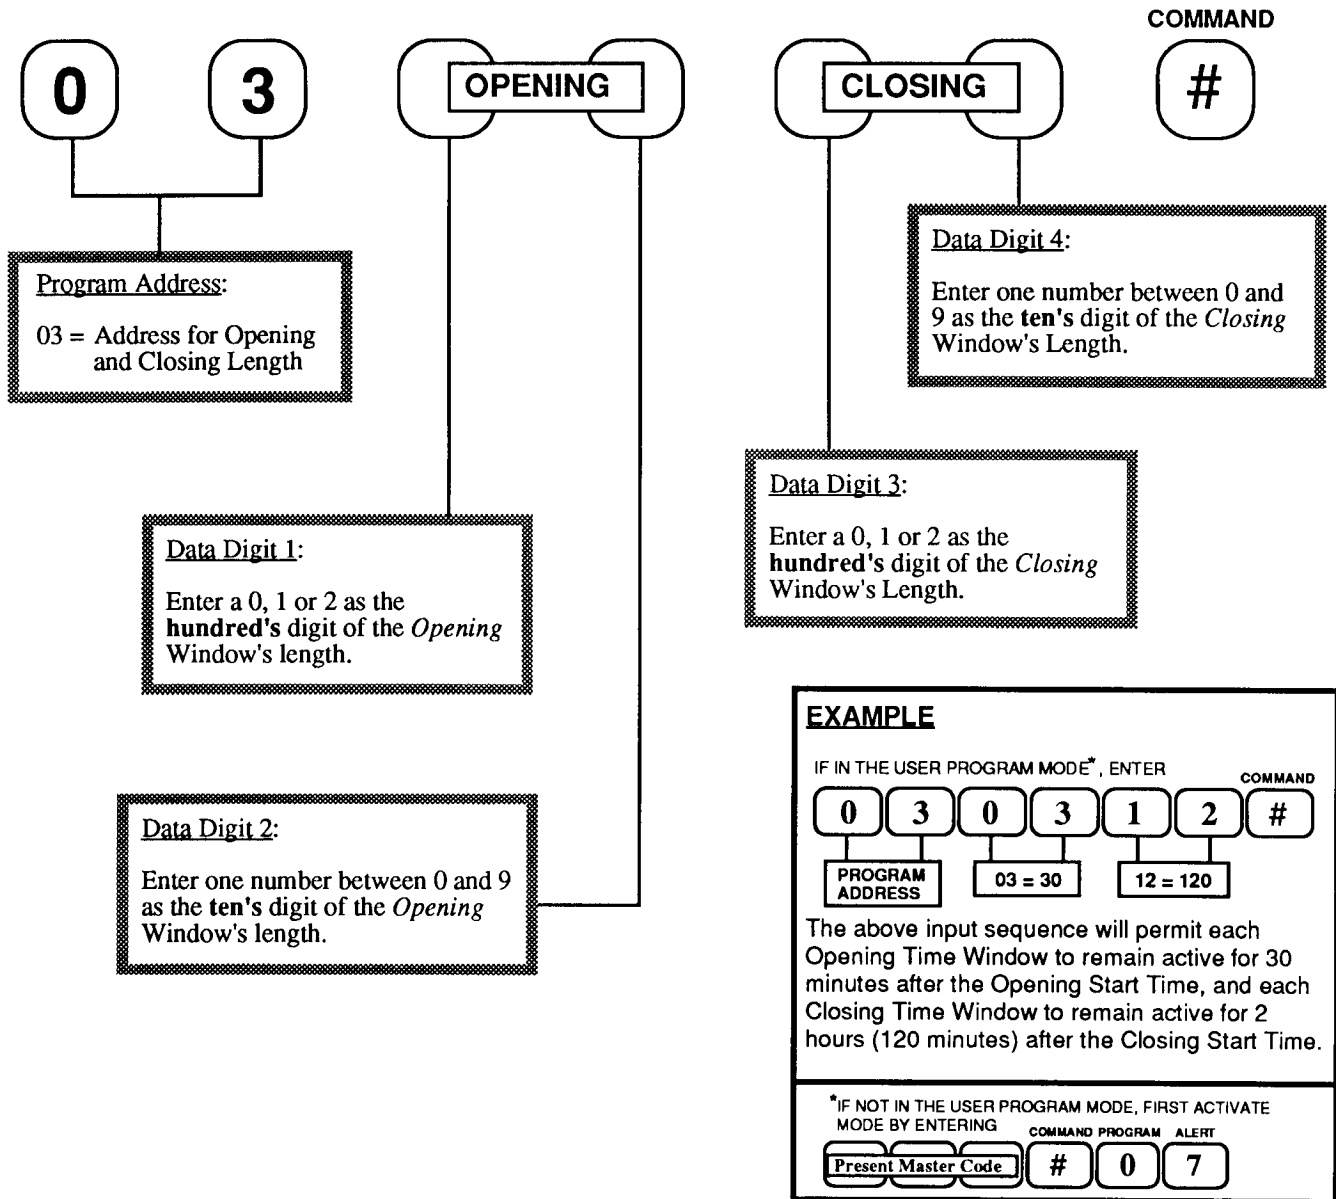 COMMAND
0 3 OPENING CLOSING #
Program Address:
03 = Address for Opening
and Closing Length
Data Digit 4:
Enter one number between 0 and
9 as the ten's digit of the Closing
Window's Length.
Data Digit 3:
Enter a 0, 1 or 2 as the
hundred's digit of the Closing
Window's Length.
Data Digit 1:
Enter a 0, 1 or 2 as the
hundred's digit of the Opening
Window's length.
Data Digit 2:
Enter one number between 0 and 9
as the ten's digit of the Opening
Window's length.
EXAMPLE
IF IN THE USER PROGRAM MODE*, ENTER
COMMAND
0 3 0 3 1 2 #
PROGRAM
ADDRESS
03 = 30
12 = 120
The above input sequence will permit each
Opening Time Window to remain active for 30
minutes after the Opening Start Time, and each
Closing Time Window to remain active for 2
hours (120 minutes) after the Closing Start Time.
*IF NOT IN THE USER PROGRAM MODE, FIRST ACTIVATE
MODE BY ENTERING
COMMAND PROGRAM ALERT
Present Master Code # 0 7